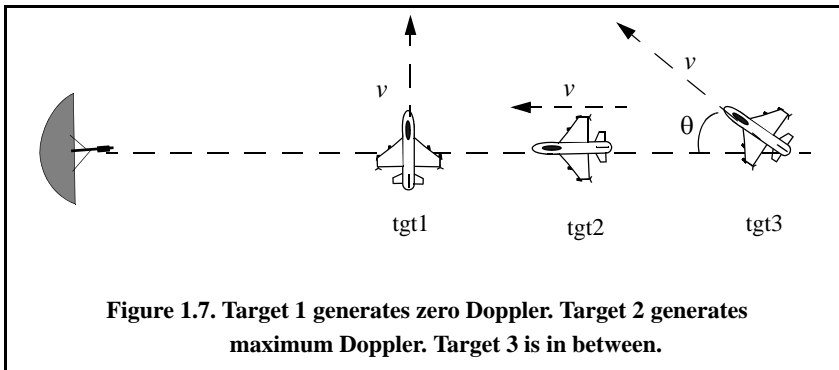 v
v
v
θ
tgt1
tgt2
tgt3
Figure 1.7. Target 1 generates zero Doppler. Target 2 generates
maximum Doppler. Target 3 is in between.